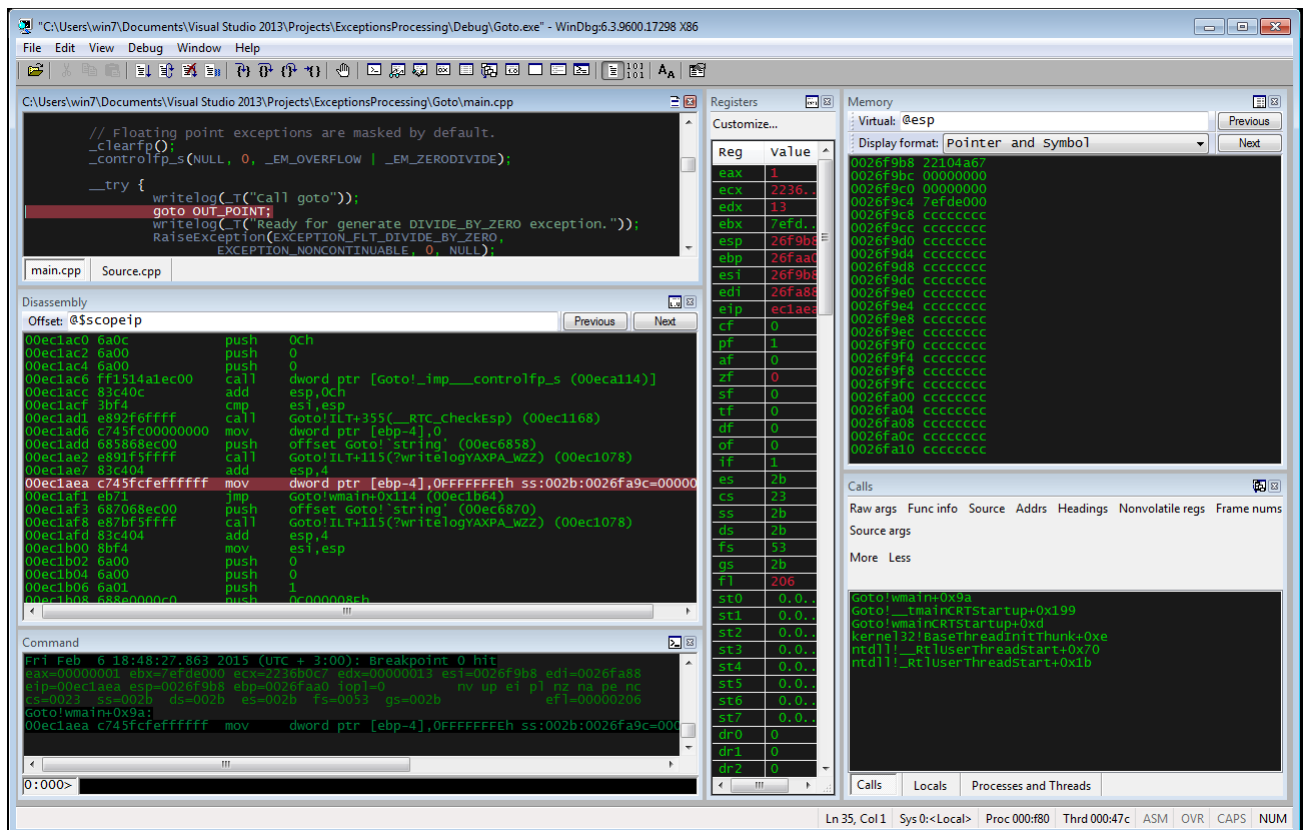 "C:\Users\win7\Documents\Visual Studio 2013\Projects\ExceptionsProcessing\Debug\Goto.exe" - WinDbg:6.3.9600.17298 X86
File Edit View Debug Window Help
C:\Users\win7\Documents\Visual Studio 2013\Projects\ExceptionsProcessing\Goto\main.cpp
// Floating point exceptions are masked by default.
_clearfp();
_controlfp_s(NULL, 0, _EM_OVERFLOW | _EM_ZERODIVIDE);
__try {
writelog(_T("Call goto"));
goto OUT_POINT;
writelog(_T("Ready for generate DIVIDE_BY_ZERO exception."));
RaiseException(EXCEPTION_FLT_DIVIDE_BY_ZERO,
EXCEPTION_NONCONTINUABLE, 0, NULL);
main.cpp Source.cpp
Disassembly
Offset: @$scopeip Previous Next
00ec1ac0 6a0c push 0Ch
00ec1ac2 6a00 push 0
00ec1ac4 6a00 push 0
00ec1ac6 ff1514a1ec00 call dword ptr [Goto!_imp___controlfp_s (00eca114)]
00ec1acc 83c40c add esp,0Ch
00ec1acf 3bf4 cmp esi,esp
00ec1ad1 e892f6ffff call Goto!ILT+355(__RTC_CheckEsp) (00ec1168)
00ec1ad6 c745fc00000000 mov dword ptr [ebp-4],0
00ec1add 685868ec00 push offset Goto!`string' (00ec6858)
00ec1ae2 e891f5ffff call Goto!ILT+115(?writelogYAXPA_WZZ) (00ec1078)
00ec1ae7 83c404 add esp,4
00ec1aea c745fcfeffffff mov dword ptr [ebp-4],0FFFFFFFEh ss:002b:0026fa9c=00000
00ec1af1 eb71 jmp Goto!wmain+0x114 (00ec1b64)
00ec1af3 687068ec00 push offset Goto!`string' (00ec6870)
00ec1af8 e87bf5ffff call Goto!ILT+115(?writelogYAXPA_WZZ) (00ec1078)
00ec1afd 83c404 add esp,4
00ec1b00 8bf4 mov esi,esp
00ec1b02 6a00 push 0
00ec1b04 6a00 push 0
00ec1b06 6a01 push 1
00ec1b08 688e0000c0 push 0C000008Eh
Command
Fri Feb 6 18:48:27.863 2015 (UTC + 3:00): Breakpoint 0 hit
eax=00000001 ebx=7efde000 ecx=2236b0c7 edx=00000013 esi=0026f9b8 edi=0026fa88
eip=00ec1aea esp=0026f9b8 ebp=0026faa0 iopl=0 nv up ei pl nz na pe nc
cs=0023 ss=002b ds=002b es=002b fs=0053 gs=002b efl=00000206
Goto!wmain+0x9a:
00ec1aea c745fcfeffffff mov dword ptr [ebp-4],0FFFFFFFEh ss:002b:0026fa9c=000
0:000>
Registers
Customize...
Reg Value
eax 1
ecx 2236..
edx 13
ebx 7efd..
esp 26f9b8
ebp 26faa0
esi 26f9b8
edi 26fa88
eip ec1aea
cf 0
pf 1
af 0
zf 0
sf 0
tf 0
df 0
of 0
if 1
es 2b
cs 23
ss 2b
ds 2b
fs 53
gs 2b
fl 206
st0 0.0..
st1 0.0..
st2 0.0..
st3 0.0..
st4 0.0..
st5 0.0..
st6 0.0..
st7 0.0..
dr0 0
dr1 0
dr2 0
Memory
Virtual: @esp Previous
Display format: Pointer and Symbol Next
0026f9b8 22104a67
0026f9bc 00000000
0026f9c0 00000000
0026f9c4 7efde000
0026f9c8 cccccccc
0026f9cc cccccccc
0026f9d0 cccccccc
0026f9d4 cccccccc
0026f9d8 cccccccc
0026f9dc cccccccc
0026f9e0 cccccccc
0026f9e4 cccccccc
0026f9e8 cccccccc
0026f9ec cccccccc
0026f9f0 cccccccc
0026f9f4 cccccccc
0026f9f8 cccccccc
0026f9fc cccccccc
0026fa00 cccccccc
0026fa04 cccccccc
0026fa08 cccccccc
0026fa0c cccccccc
0026fa10 cccccccc
Calls
Raw args Func info Source Addrs Headings Nonvolatile regs Frame nums
Source args
More Less
Goto!wmain+0x9a
Goto!__tmainCRTStartup+0x199
Goto!wmainCRTStartup+0xd
kernel32!BaseThreadInitThunk+0xe
ntdll!__RtlUserThreadStart+0x70
ntdll!_RtlUserThreadStart+0x1b
Calls Locals Processes and Threads
Ln 35, Col 1 Sys 0:<Local> Proc 000:f80 Thrd 000:47c ASM OVR CAPS NUM